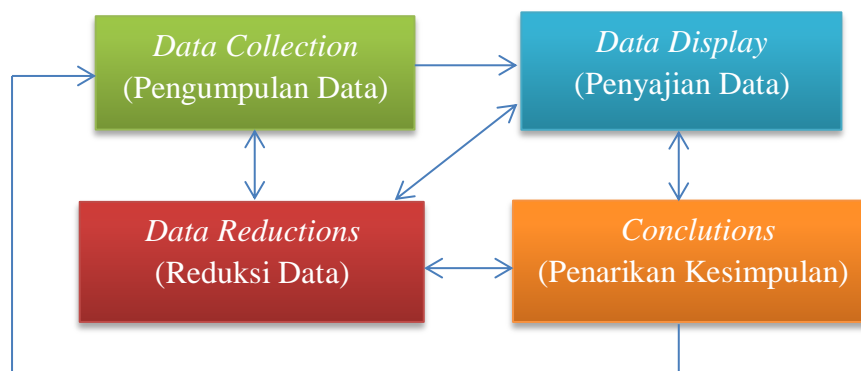 Data Collection
(Pengumpulan Data)
Data Display
(Penyajian Data)
Data Reductions
(Reduksi Data)
Conclutions
(Penarikan Kesimpulan)